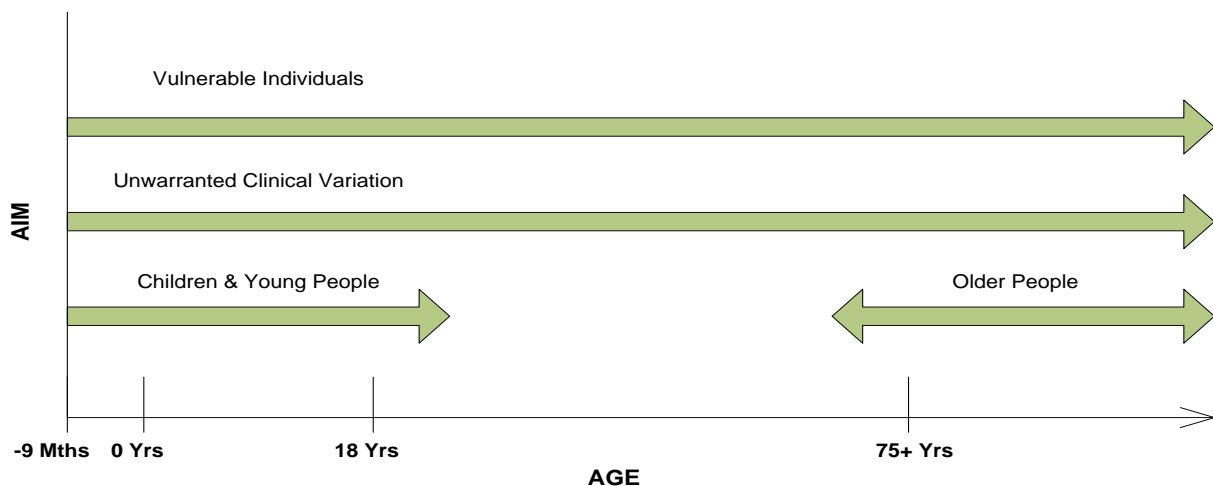 Vulnerable Individuals
Unwarranted Clinical Variation
AIM
Children & Young People
Older People
-9 Mths
0 Yrs
18 Yrs
75+ Yrs
AGE